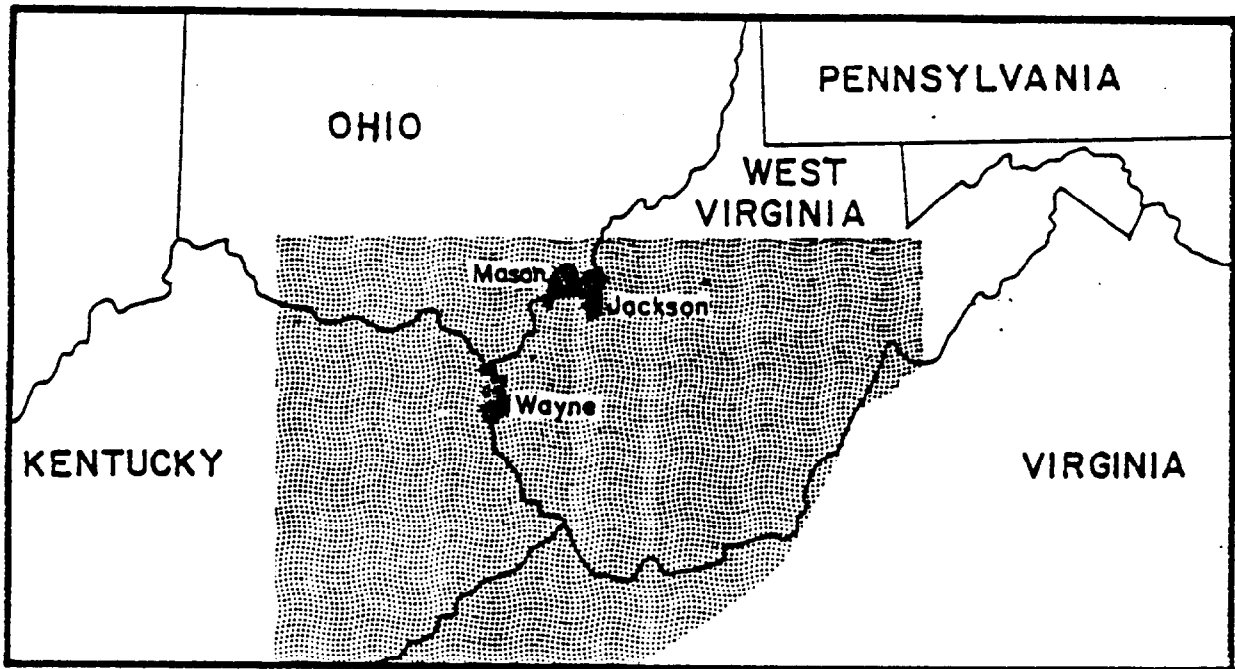 PENNSYLVANIA
OHIO
WEST
VIRGINIA
Mason
Jackson
Wayne
KENTUCKY
VIRGINIA